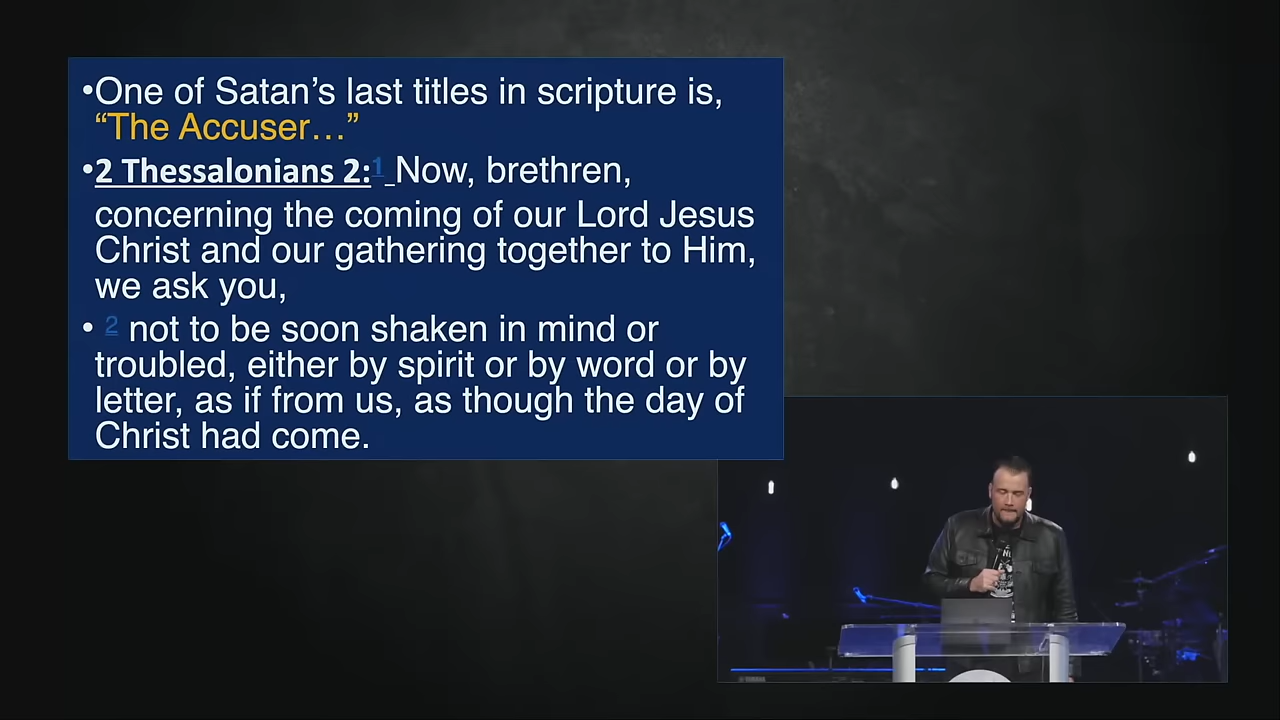 •One of Satan’s last titles in scripture is,
“The Accuser…”
•2 Thessalonians 2:1 Now, brethren,
concerning the coming of our Lord Jesus
Christ and our gathering together to Him,
we ask you,
• 2 not to be soon shaken in mind or
troubled, either by spirit or by word or by
letter, as if from us, as though the day of
Christ had come.